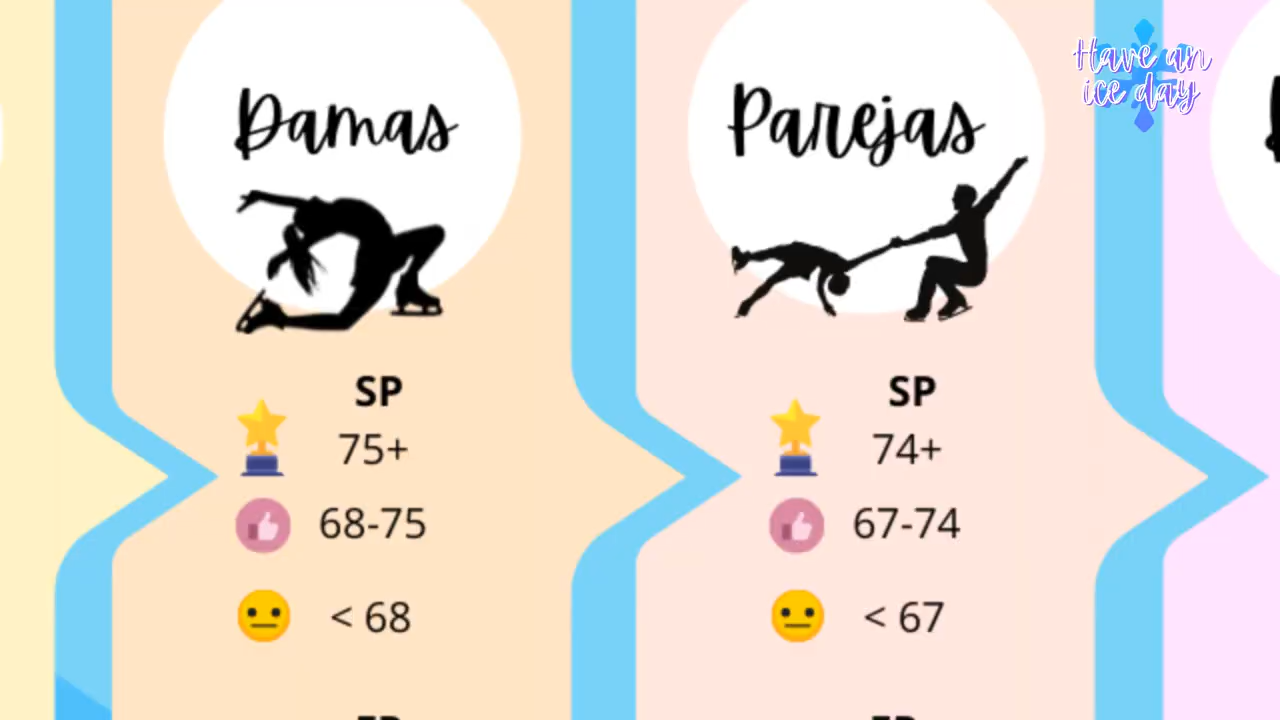 Have an
ice day
Damas
Parejas
SP
75+
68-75
< 68
SP
74+
67-74
< 67